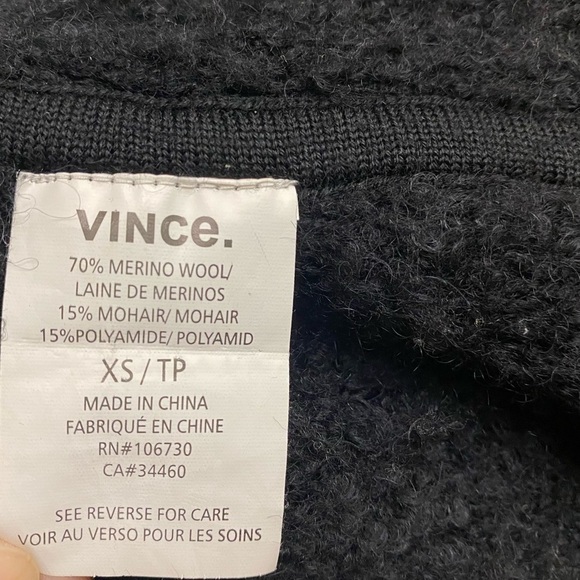 VINCe.
70% MERINO WOOL/
LAINE DE MERINOS
15% MOHAIR/ MOHAIR
15%POLYAMIDE/ POLYAMID
XS / TP
MADE IN CHINA
FABRIQUÉ EN CHINE
RN#106730
CA#34460
SEE REVERSE FOR CARE
VOIR AU VERSO POUR LES SOINS